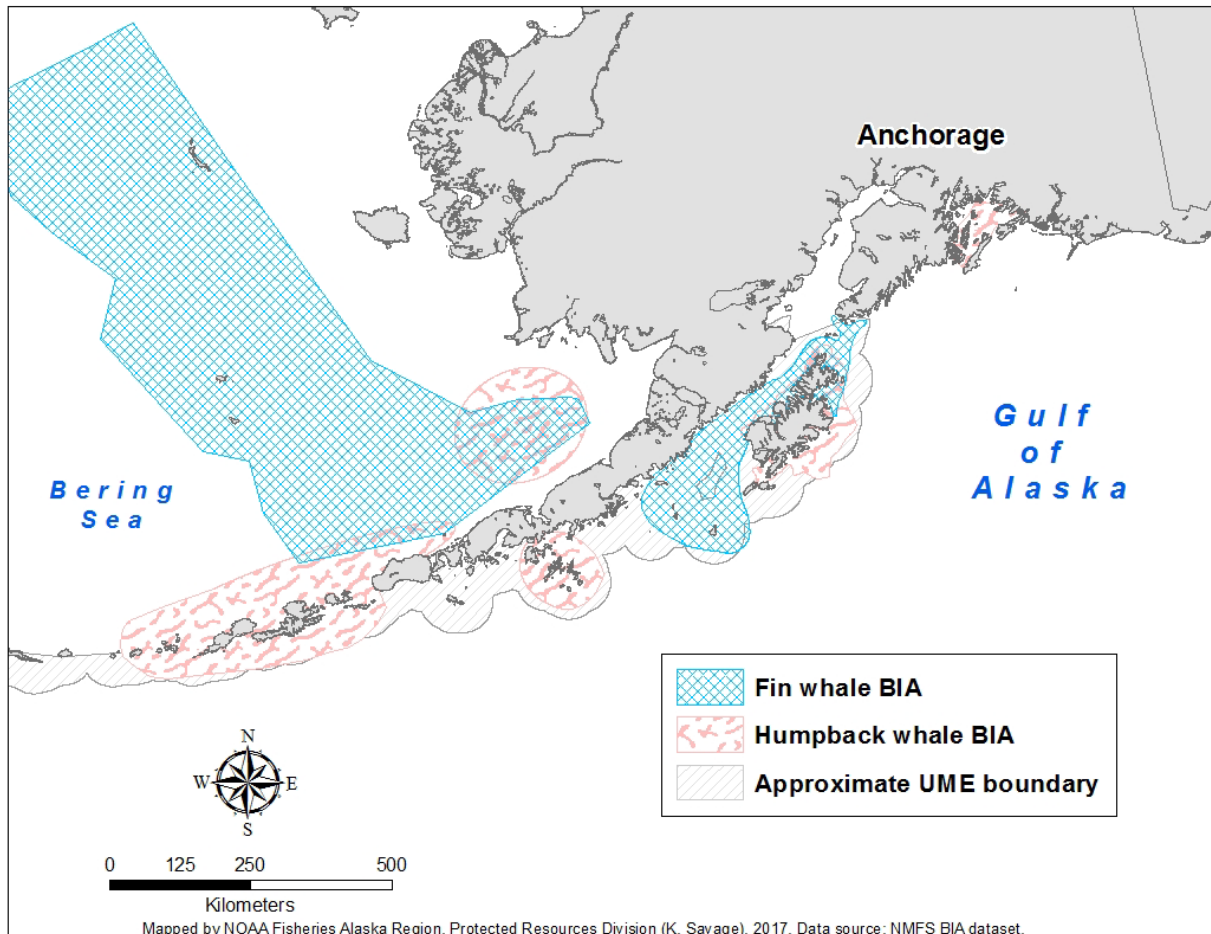 Anchorage
Gulf
of
Alaska
Bering
Sea
Fin whale BIA
Humpback whale BIA
Approximate UME boundary
N
W E
S
0 125 250 500
Kilometers
Mapped by NOAA Fisheries Alaska Region, Protected Resources Division (K. Savage), 2017. Data source: NMFS BIA dataset.